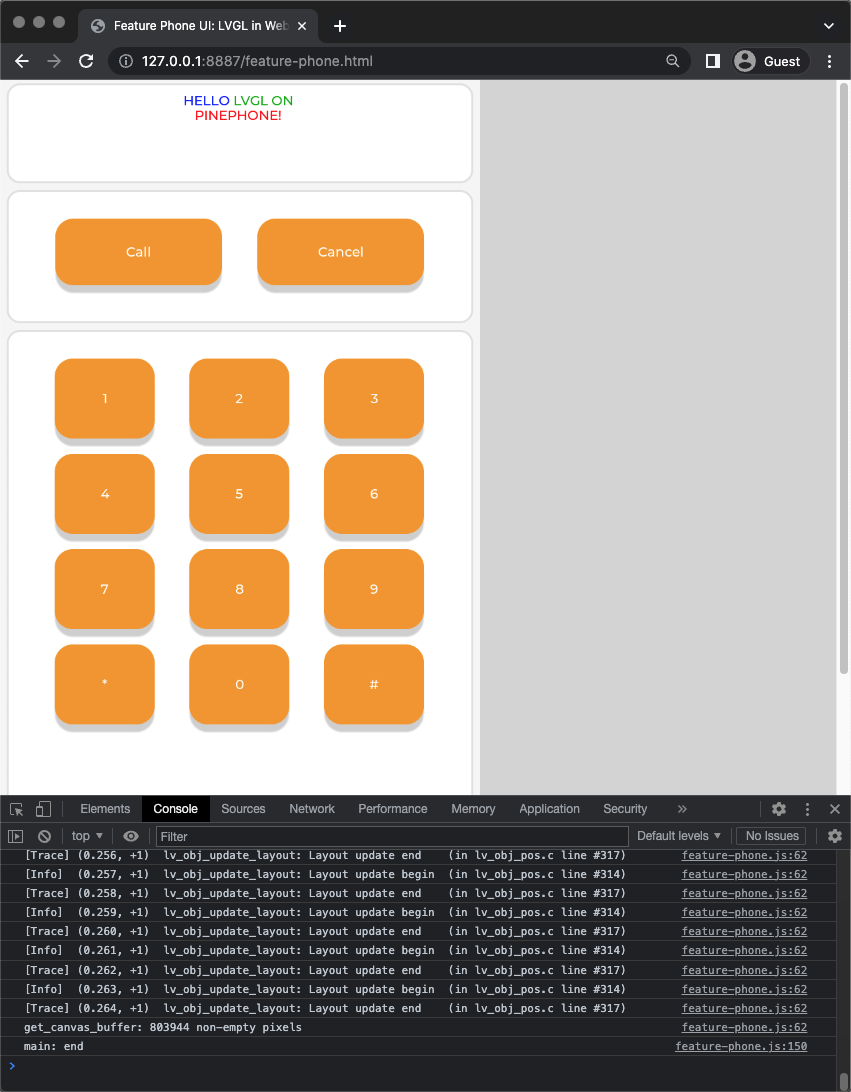 Feature Phone UI: LVGL in Web
127.0.0.1:8887/feature-phone.html
Guest
HELLO LVGL ON
PINEPHONE!
Call Cancel
1 2 3
4 5 6
7 8 9
* 0 #
Elements Console Sources Network Performance Memory Application Security
top Filter Default levels No Issues
[Trace] (0.256, +1) lv_obj_update_layout: Layout update end (in lv_obj_pos.c line #317) feature-phone.js:62
[Info] (0.257, +1) lv_obj_update_layout: Layout update begin (in lv_obj_pos.c line #314) feature-phone.js:62
[Trace] (0.258, +1) lv_obj_update_layout: Layout update end (in lv_obj_pos.c line #317) feature-phone.js:62
[Info] (0.259, +1) lv_obj_update_layout: Layout update begin (in lv_obj_pos.c line #314) feature-phone.js:62
[Trace] (0.260, +1) lv_obj_update_layout: Layout update end (in lv_obj_pos.c line #317) feature-phone.js:62
[Info] (0.261, +1) lv_obj_update_layout: Layout update begin (in lv_obj_pos.c line #314) feature-phone.js:62
[Trace] (0.262, +1) lv_obj_update_layout: Layout update end (in lv_obj_pos.c line #317) feature-phone.js:62
[Info] (0.263, +1) lv_obj_update_layout: Layout update begin (in lv_obj_pos.c line #314) feature-phone.js:62
[Trace] (0.264, +1) lv_obj_update_layout: Layout update end (in lv_obj_pos.c line #317) feature-phone.js:62
get_canvas_buffer: 803944 non-empty pixels feature-phone.js:62
main: end feature-phone.js:150